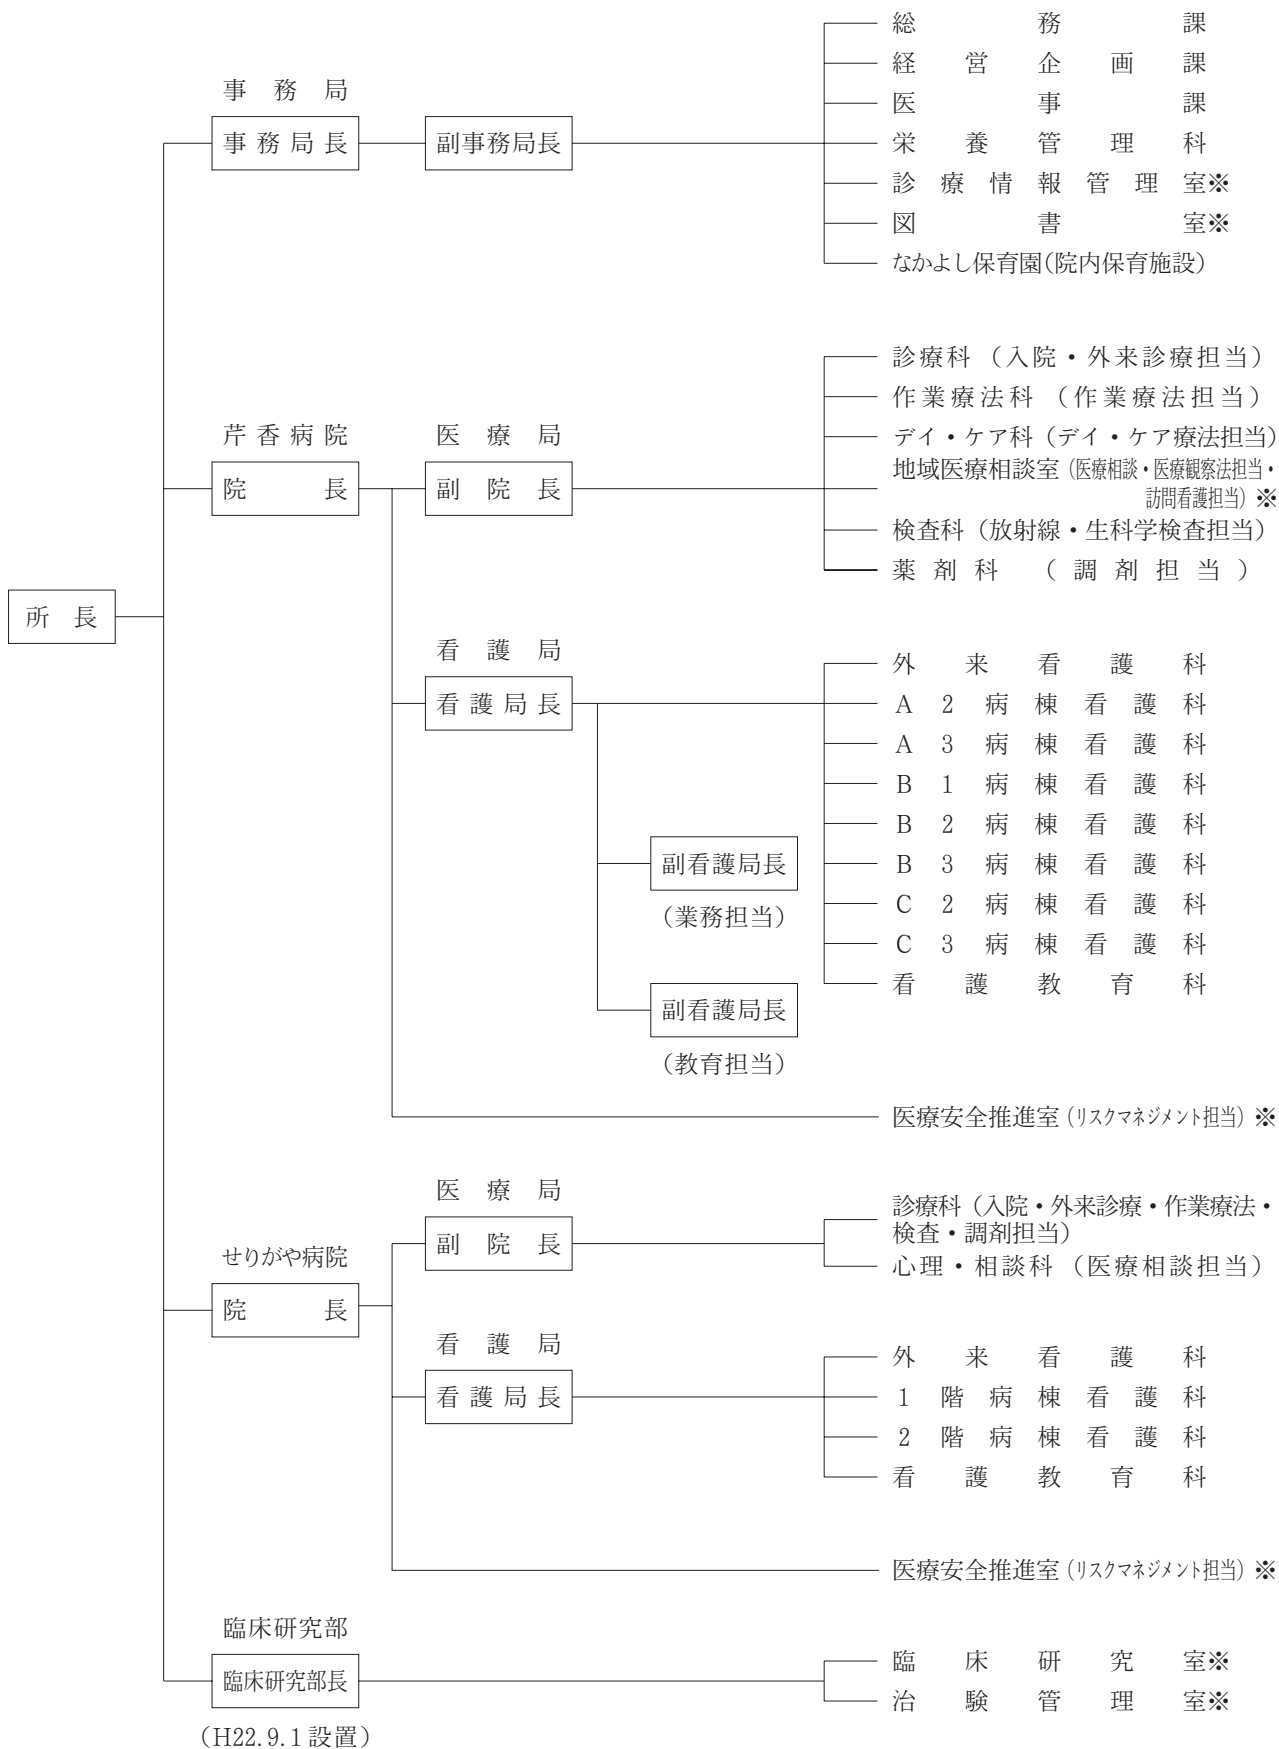 総務課
経営企画課
事務局
医事課
事務局長
副事務局長
栄養管理科
診療情報管理室※
図書室※
なかよし保育園(院内保育施設)
診療科（入院・外来診療担当）
作業療法科（作業療法担当）
芹香病院
医療局
デイ・ケア科（デイ・ケア療法担当）
院長
副院長
地域医療相談室（医療相談・医療観察法担当・
訪問看護担当）※
検査科（放射線・生科学検査担当）
薬剤科（調剤担当）
所長
看護局
看護局長
外来看護科
A2病棟看護科
A3病棟看護科
B1病棟看護科
B2病棟看護科
副看護局長
（業務担当）
B3病棟看護科
C2病棟看護科
C3病棟看護科
看護教育科
副看護局長
（教育担当）
医療安全推進室（リスクマネジメント担当）※
せりがや病院
院長
医療局
副院長
診療科（入院・外来診療・作業療法・
検査・調剤担当）
心理・相談科（医療相談担当）
看護局
看護局長
外来看護科
1階病棟看護科
2階病棟看護科
看護教育科
医療安全推進室（リスクマネジメント担当）※
臨床研究部
臨床研究部長
（H22.9.1設置）
臨床研究室※
治験管理室※